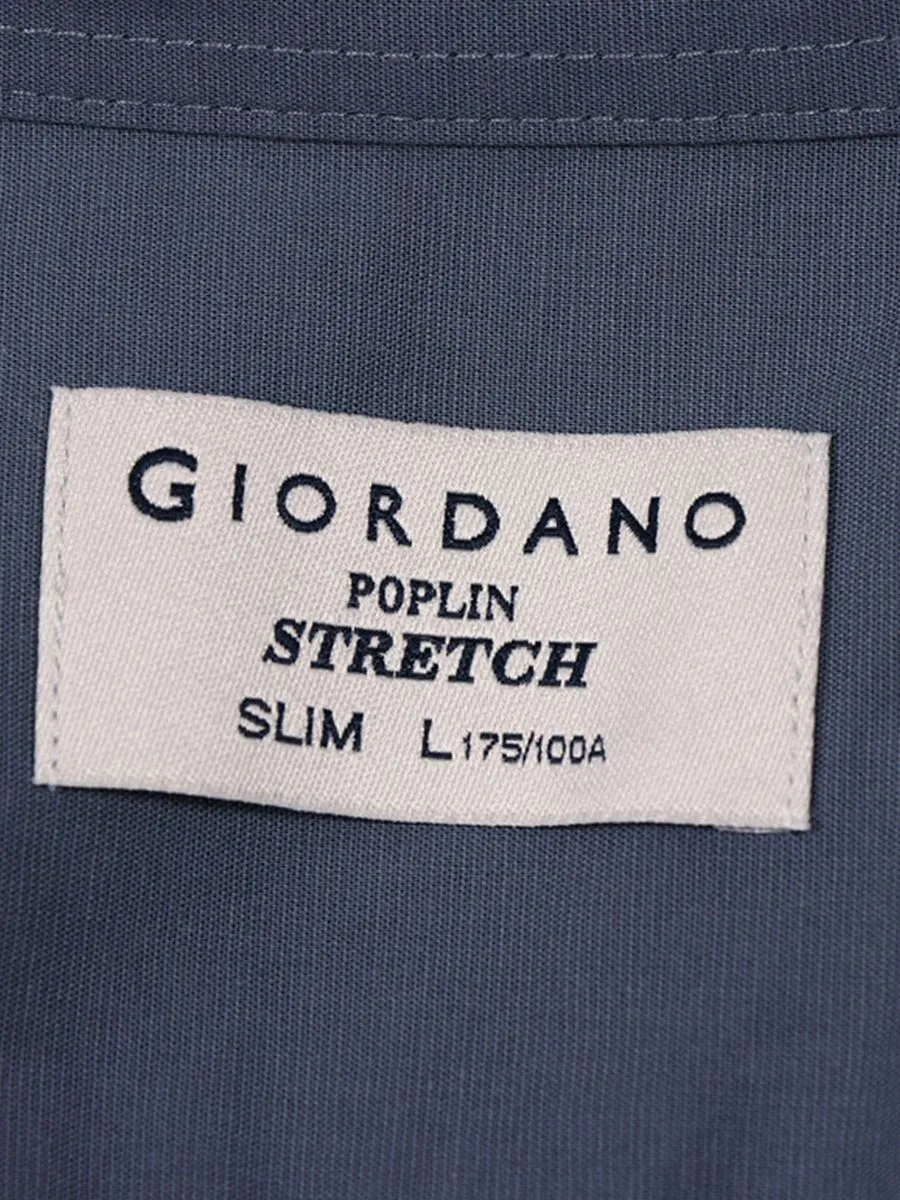 GIORDANO
POPLIN
STRETCH
SLIM L 175/100A